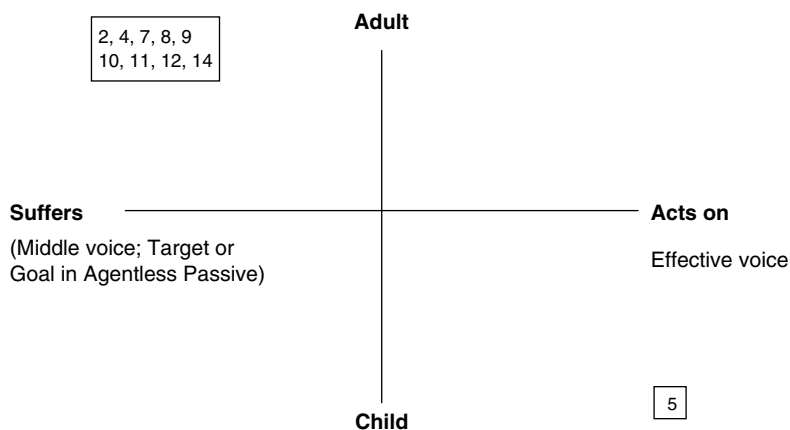 Adult
2, 4, 7, 8, 9
10, 11, 12, 14
Suffers
Acts on
(Middle voice; Target or
Goal in Agentless Passive)
Effective voice
5
Child